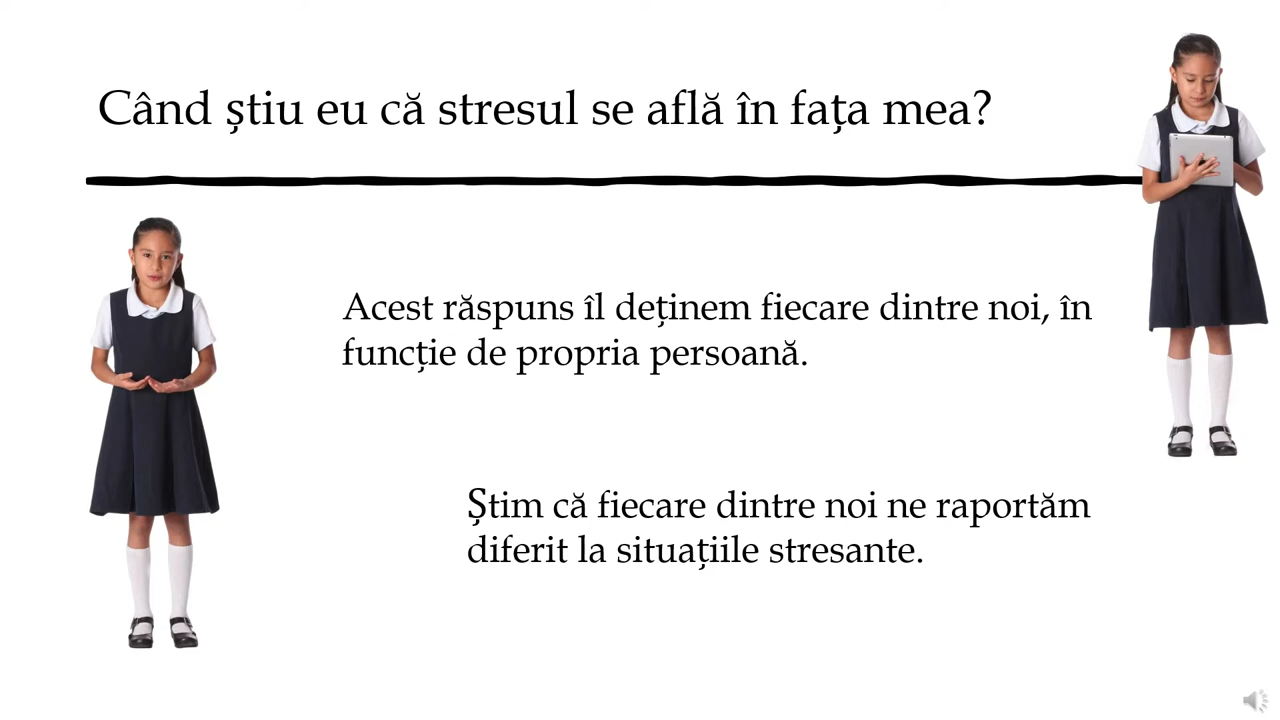 Când știu eu că stresul se află în fața mea?
Acest răspuns îl deținem fiecare dintre noi, în
funcție de propria persoană.
Știm că fiecare dintre noi ne raportăm
diferit la situațiile stresante.